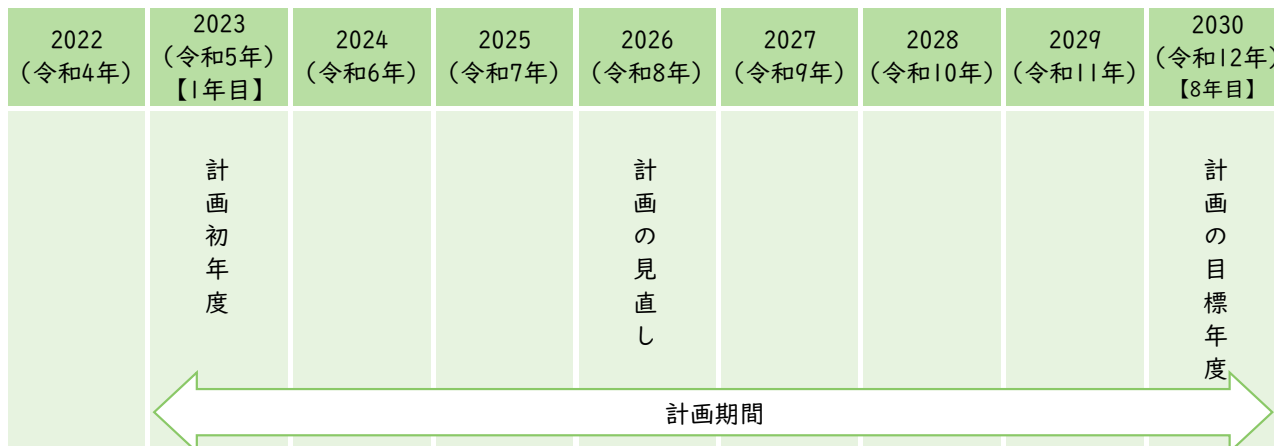 2022
(令和4年)
2023
(令和5年)
【1年目】
2024
(令和6年)
2025
(令和7年)
2026
(令和8年)
2027
(令和9年)
2028
(令和10年)
2029
(令和11年)
2030
(令和12年)
【8年目】
計画初年度
計画の見直し
計画の目標年度
計画期間